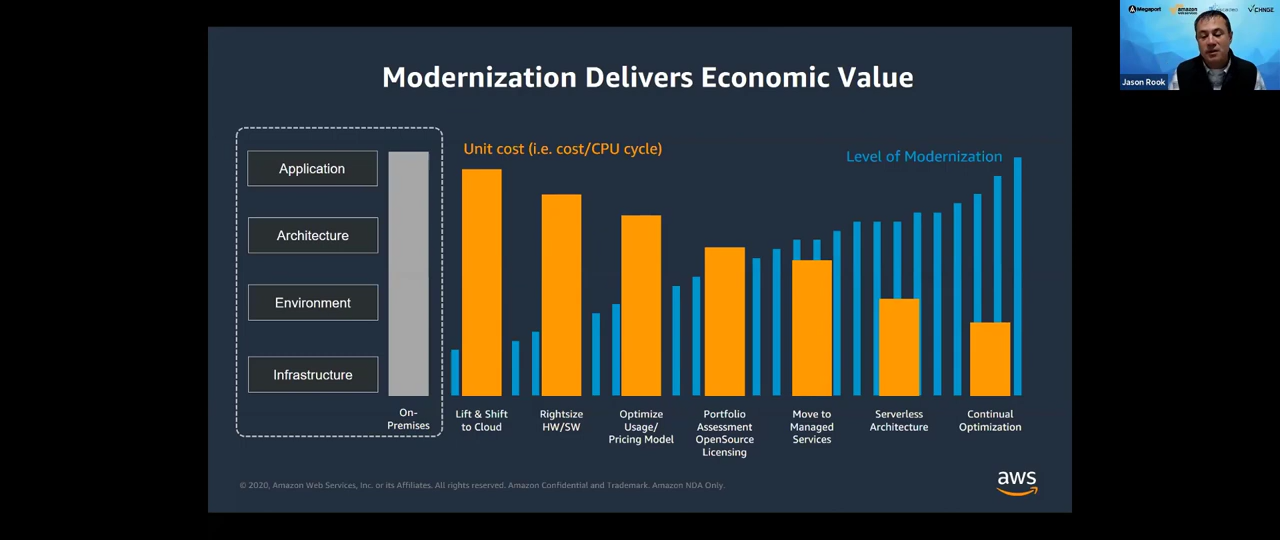 Modernization Delivers Economic Value
Application
Architecture
Environment
Infrastructure
On-
Premises
Unit cost (i.e. cost/CPU cycle)
Level of Modernization
Lift & Shift
to Cloud
Rightsize
HW/SW
Optimize
Usage/
Pricing Model
Portfolio
Assessment
OpenSource
Licensing
Move to
Managed
Services
Serverless
Architecture
Continual
Optimization
© 2020, Amazon Web Services, Inc. or its Affiliates. All rights reserved. Amazon Confidential and Trademark. Amazon NDA Only.
aws
Megaport
CHNGE
Jason Rook